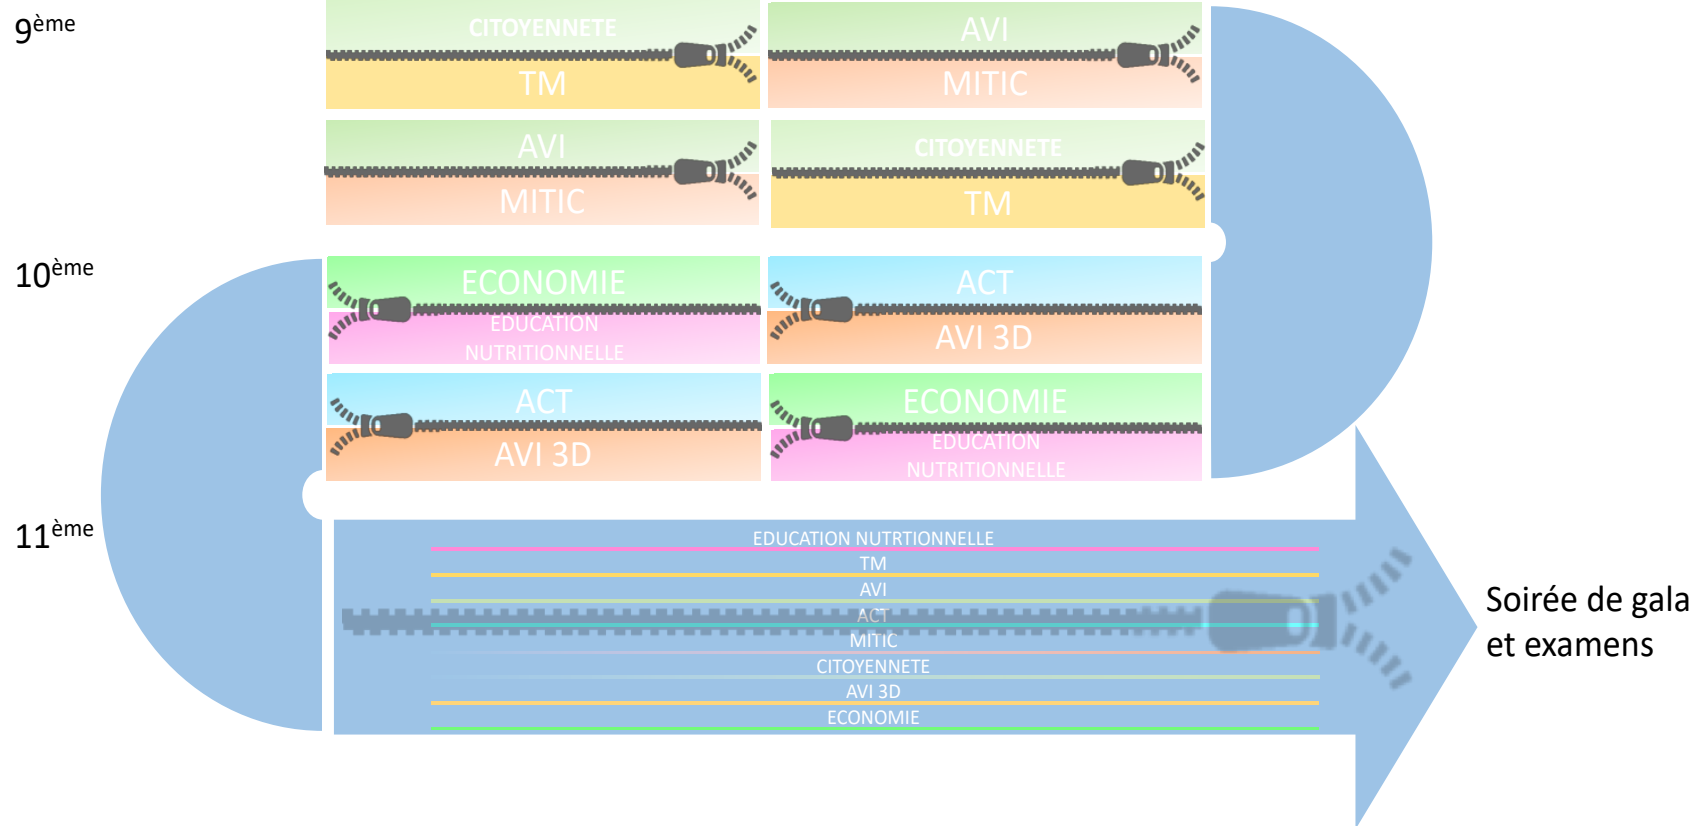 9ème
CITOYENNETE
TM
AVI
MITIC
AVI
MITIC
CITOYENNETE
TM
10ème
ECONOMIE
EDUCATION
NUTRITIONNELLE
ACT
AVI 3D
ACT
AVI 3D
ECONOMIE
EDUCATION
NUTRITIONNELLE
11ème
EDUCATION NUTRTIONNELLE
TM
AVI
ACT
MITIC
CITOYENNETE
AVI 3D
ECONOMIE
Soirée de gala
et examens